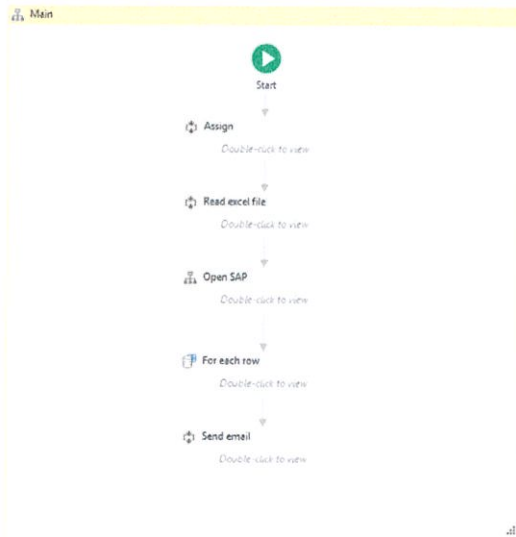 Main
Start
Assign
Double-click to view
Read excel file
Double-click to view
Open SAP
Double-click to view
For each row
Double-click to view
Send email
Double-click to view